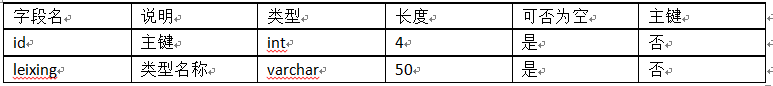 字段名 说明 类型 长度 可否为空 主键
id 主键 int 4 是 否
leixing 类型名称 varchar 50 是 否